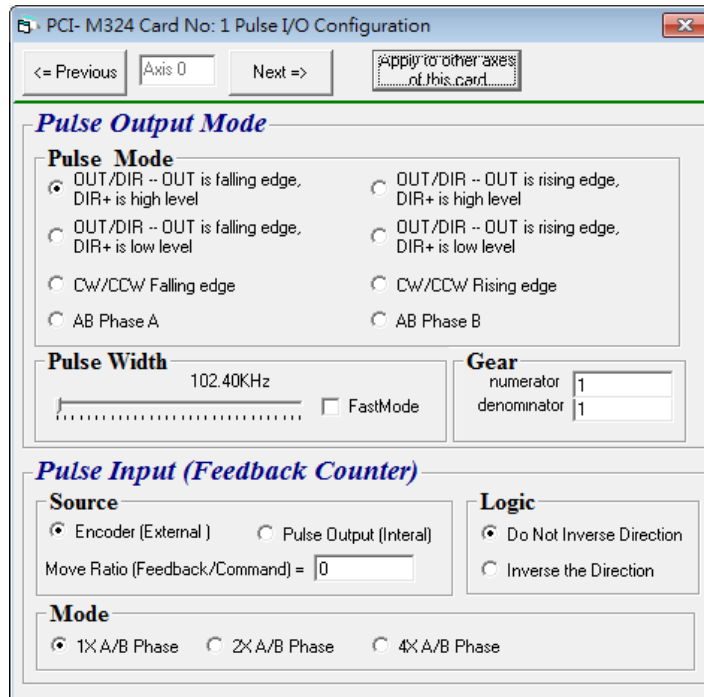 PCI- M324 Card No: 1 Pulse I/O Configuration
<= Previous
Axis 0
Next =>
Apply to other axes
of this card
Pulse Output Mode
Pulse Mode
OUT/DIR -- OUT is falling edge,
DIR+ is high level
OUT/DIR -- OUT is rising edge,
DIR+ is high level
OUT/DIR -- OUT is falling edge,
DIR+ is low level
OUT/DIR -- OUT is rising edge,
DIR+ is low level
CW/CCW Falling edge
CW/CCW Rising edge
AB Phase A
AB Phase B
Pulse Width
102.40KHz
FastMode
Gear
numerator 1
denominator 1
Pulse Input (Feedback Counter)
Source
Encoder (External )
Pulse Output (Interal)
Move Ratio (Feedback/Command) = 0
Logic
Do Not Inverse Direction
Inverse the Direction
Mode
1X A/B Phase
2X A/B Phase
4X A/B Phase